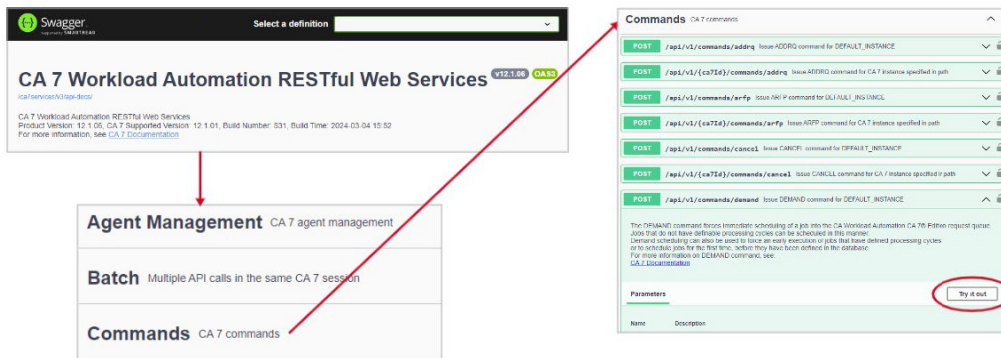 Swagger.
Supported by SMARTBEAR
Select a definition
CA 7 Workload Automation RESTful Web Services v12.1.06 OAS3
/ca7services/v3/api-docs/
CA 7 Workload Automation RESTful Web Services
Product Version: 12.1.06, CA 7 Supported Version: 12.1.01, Build Number: 531, Build Time: 2024-03-04 15:52
For more information, see CA 7 Documentation
Agent Management CA 7 agent management
Batch Multiple API calls in the same CA 7 session
Commands CA 7 commands
Commands CA 7 commands
POST /api/v1/commands/addrq Issue ADDRQ command for DEFAULT_INSTANCE
POST /api/v1/{ca7Id}/commands/addrq Issue ADDRQ command for CA 7 instance specified in path
POST /api/v1/commands/arfp Issue ARFP command for DEFAULT_INSTANCE
POST /api/v1/{ca7Id}/commands/arfp Issue ARFP command for CA 7 instance specified in path
POST /api/v1/commands/cancel Issue CANCEL command for DEFAULT_INSTANCE
POST /api/v1/{ca7Id}/commands/cancel Issue CANCEL command for CA 7 instance specified in path
POST /api/v1/commands/demand Issue DEMAND command for DEFAULT_INSTANCE
The DEMAND command forces immediate scheduling of a job into the CA Workload Automation CA 7® Edition request queue.
Jobs that do not have definable processing cycles can be scheduled in this manner.
Demand scheduling can also be used to force an early execution of jobs that have defined processing cycles
or to schedule jobs for the first time, before they have been defined in the database.
For more information on DEMAND command, see:
CA 7 Documentation
Parameters
Try it out
Name Description